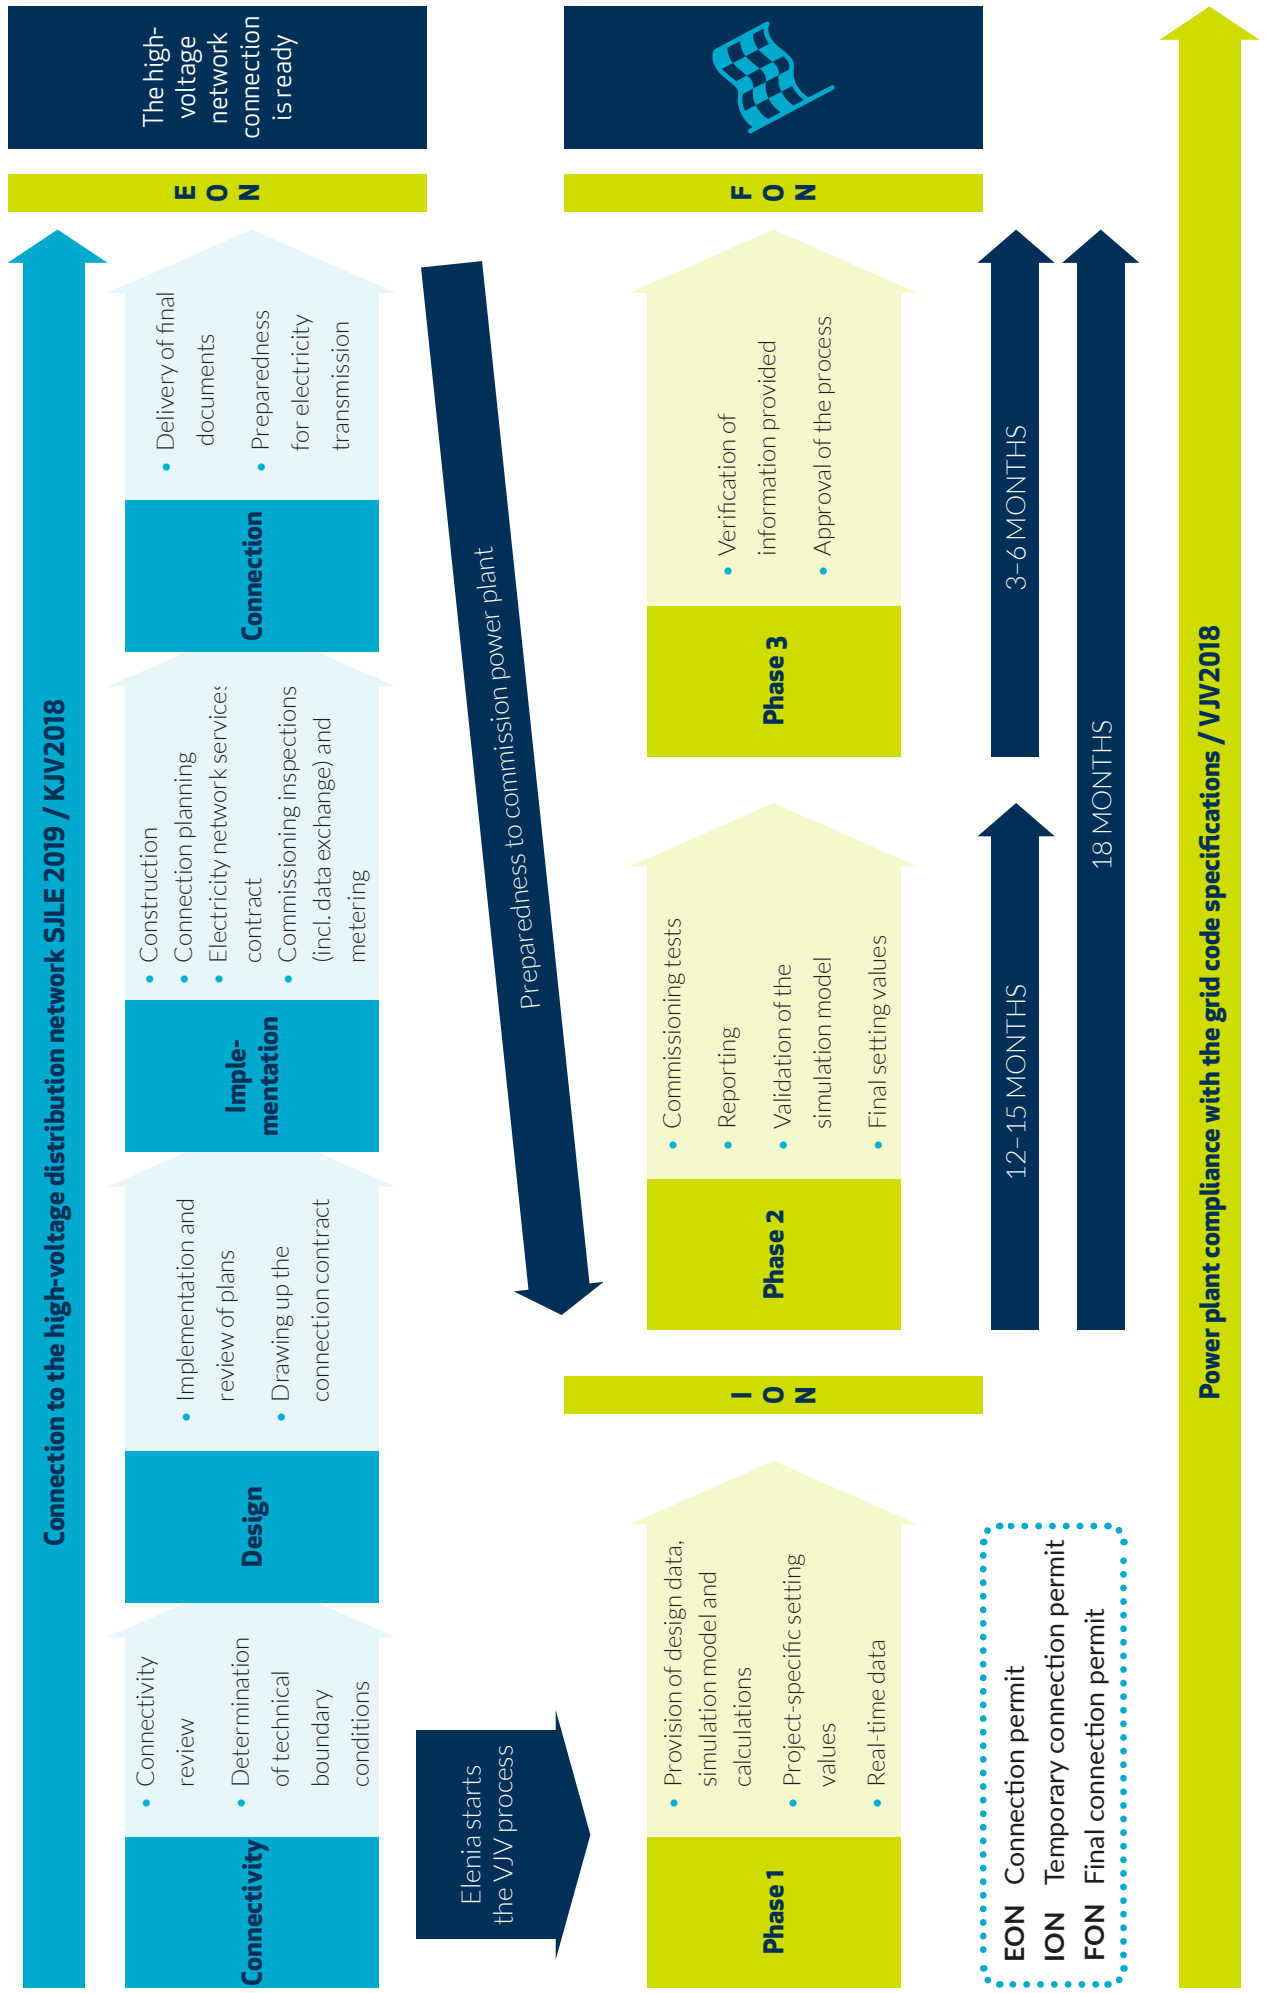 Connection to the high-voltage distribution network SJLE 2019 / KJV2018
Connectivity
• Connectivity
review
• Determination
of technical
boundary
conditions
Design
• Implementation and
review of plans
• Drawing up the
connection contract
Imple-
mentation
• Construction
• Connection planning
• Electricity network services
contract
• Commissioning inspections
(incl. data exchange) and
metering
Connection
• Delivery of final
documents
• Preparedness
for electricity
transmission
E
O
N
The high-
voltage
network
connection
is ready
Elenia starts
the VJV process
Preparedness to commission power plant
Phase 1
• Provision of design data,
simulation model and
calculations
• Project-specific setting
values
• Real-time data
I
O
N
Phase 2
• Commissioning tests
• Reporting
• Validation of the
simulation model
• Final setting values
Phase 3
• Verification of
information provided
• Approval of the process
F
O
N
12–15 MONTHS
3–6 MONTHS
18 MONTHS
EON Connection permit
ION Temporary connection permit
FON Final connection permit
Power plant compliance with the grid code specifications / VJV2018